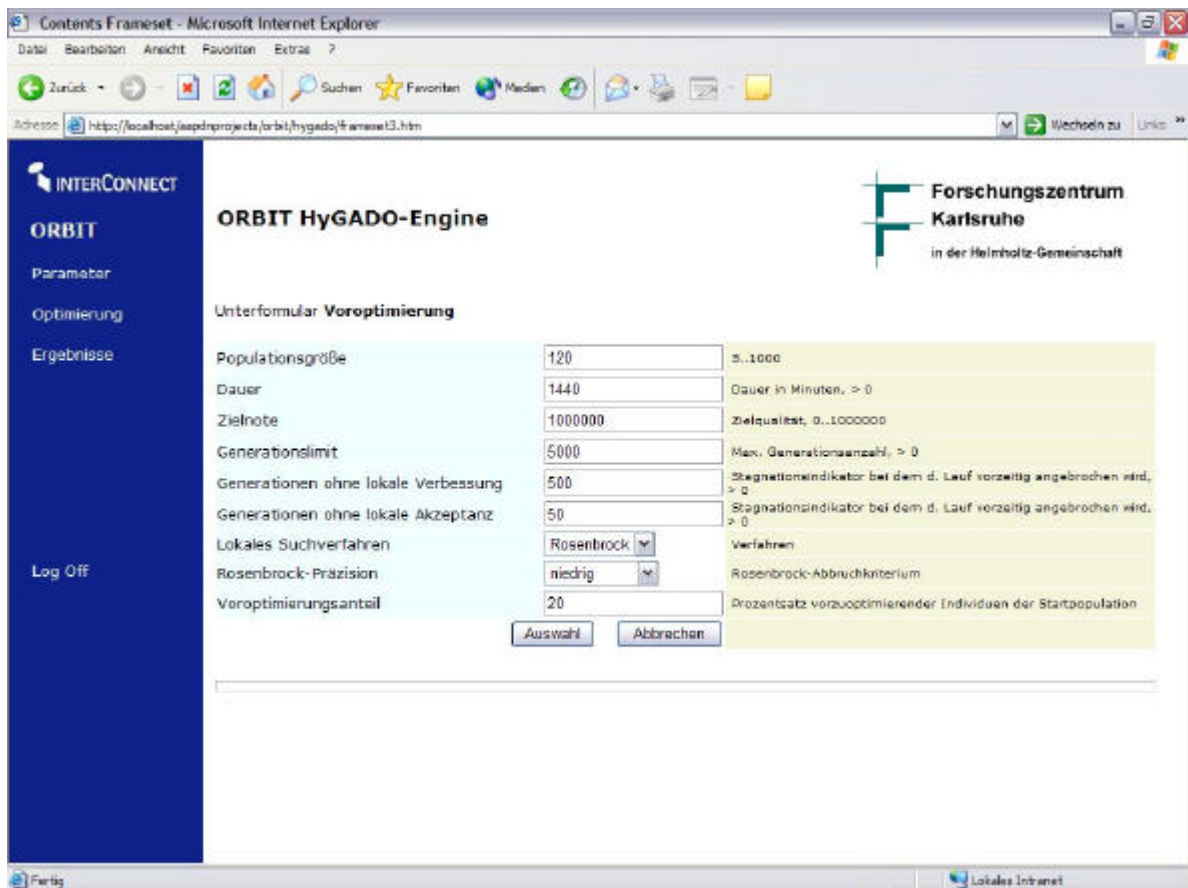 Contents Frameset - Microsoft Internet Explorer
Datei Bearbeiten Ansicht Favoriten Extras ?
Zurück Suchen Favoriten Medien
Adresse http://localhost/aspdnprojects/orbit/hygado/frameset3.htm Wechseln zu Links »
INTERCONNECT
ORBIT
Parameter
Optimierung
Ergebnisse
Log Off
ORBIT HyGADO-Engine
Forschungszentrum
Karlsruhe
in der Helmholtz-Gemeinschaft
Unterformular Voroptimierung
Populationsgröße 120 5..1000
Dauer 1440 Dauer in Minuten, > 0
Zielnote 1000000 Zielqualität, 0..1000000
Generationslimit 5000 Max. Generationsanzahl, > 0
Generationen ohne lokale Verbessung 500 Stagnationsindikator bei dem d. Lauf vorzeitig angebrochen wird,
> 0
Generationen ohne lokale Akzeptanz 50 Stagnationsindikator bei dem d. Lauf vorzeitig angebrochen wird,
> 0
Lokales Suchverfahren Rosenbrock Verfahren
Rosenbrock-Präzision niedrig Rosenbrock-Abbruchkriterium
Voroptimierungsanteil 20 Prozentsatz vorzuoptimierender Individuen der Startpopulation
Auswahl Abbrechen
Fertig Lokales Intranet